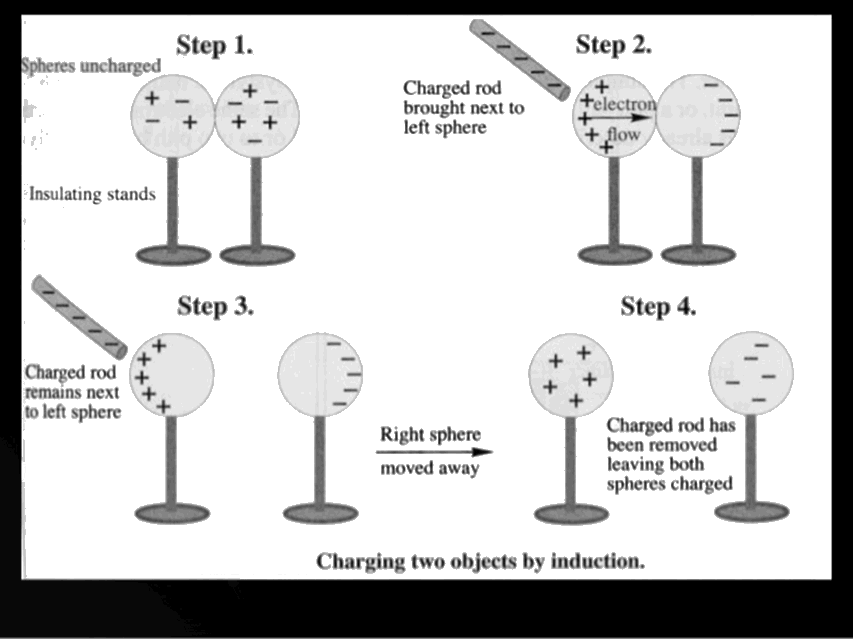 Step 1.
Spheres uncharged
Insulating stands
Step 2.
Charged rod
brought next to
left sphere
electron
flow
Step 3.
Charged rod
remains next
to left sphere
Right sphere
moved away
Step 4.
Charged rod has
been removed
leaving both
spheres charged
Charging two objects by induction.